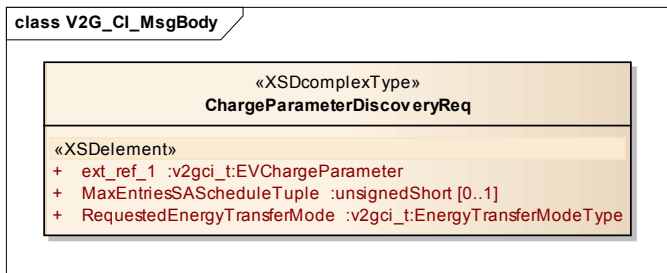 class V2G_CI_MsgBody
«XSDcomplexType»
ChargeParameterDiscoveryReq
«XSDelement»
+ ext_ref_1 :v2gci_t:EVChargeParameter
+ MaxEntriesSAScheduleTuple :unsignedShort [0..1]
+ RequestedEnergyTransferMode :v2gci_t:EnergyTransferModeType